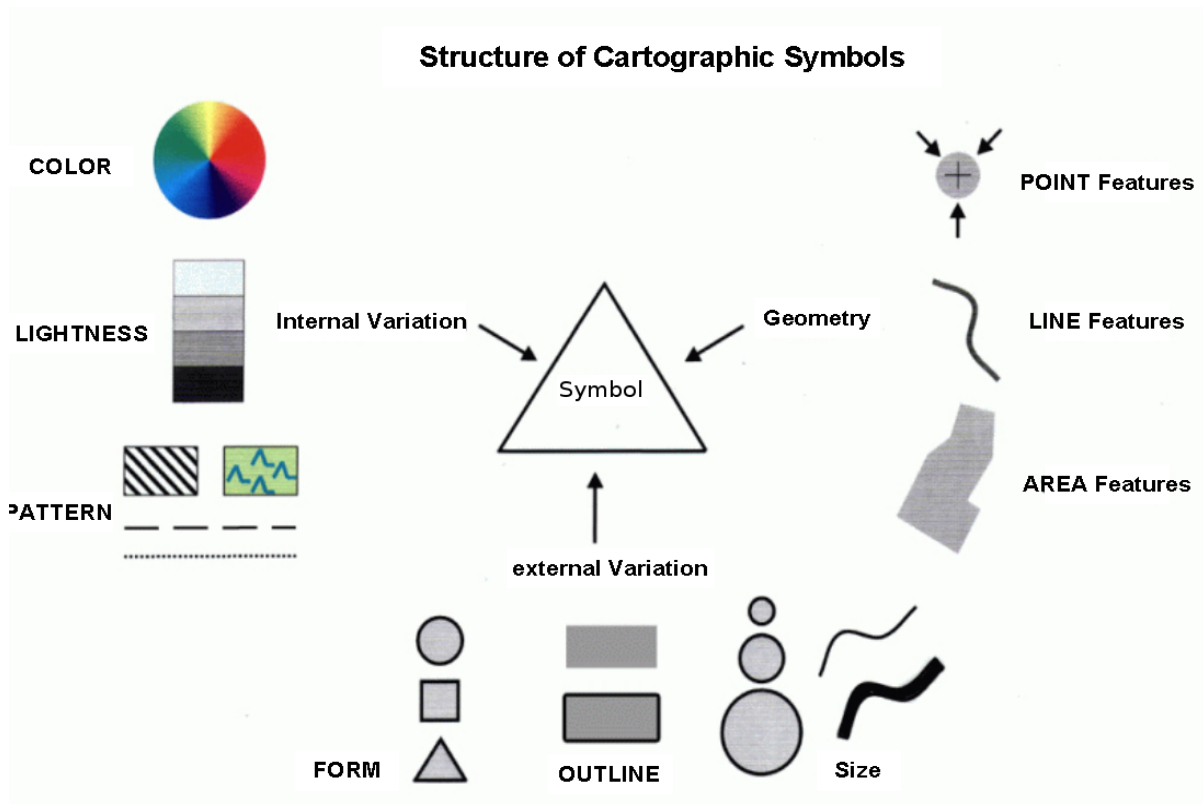 Structure of Cartographic Symbols
COLOR
POINT Features
LIGHTNESS
Internal Variation
Geometry
LINE Features
Symbol
AREA Features
PATTERN
external Variation
FORM
OUTLINE
Size